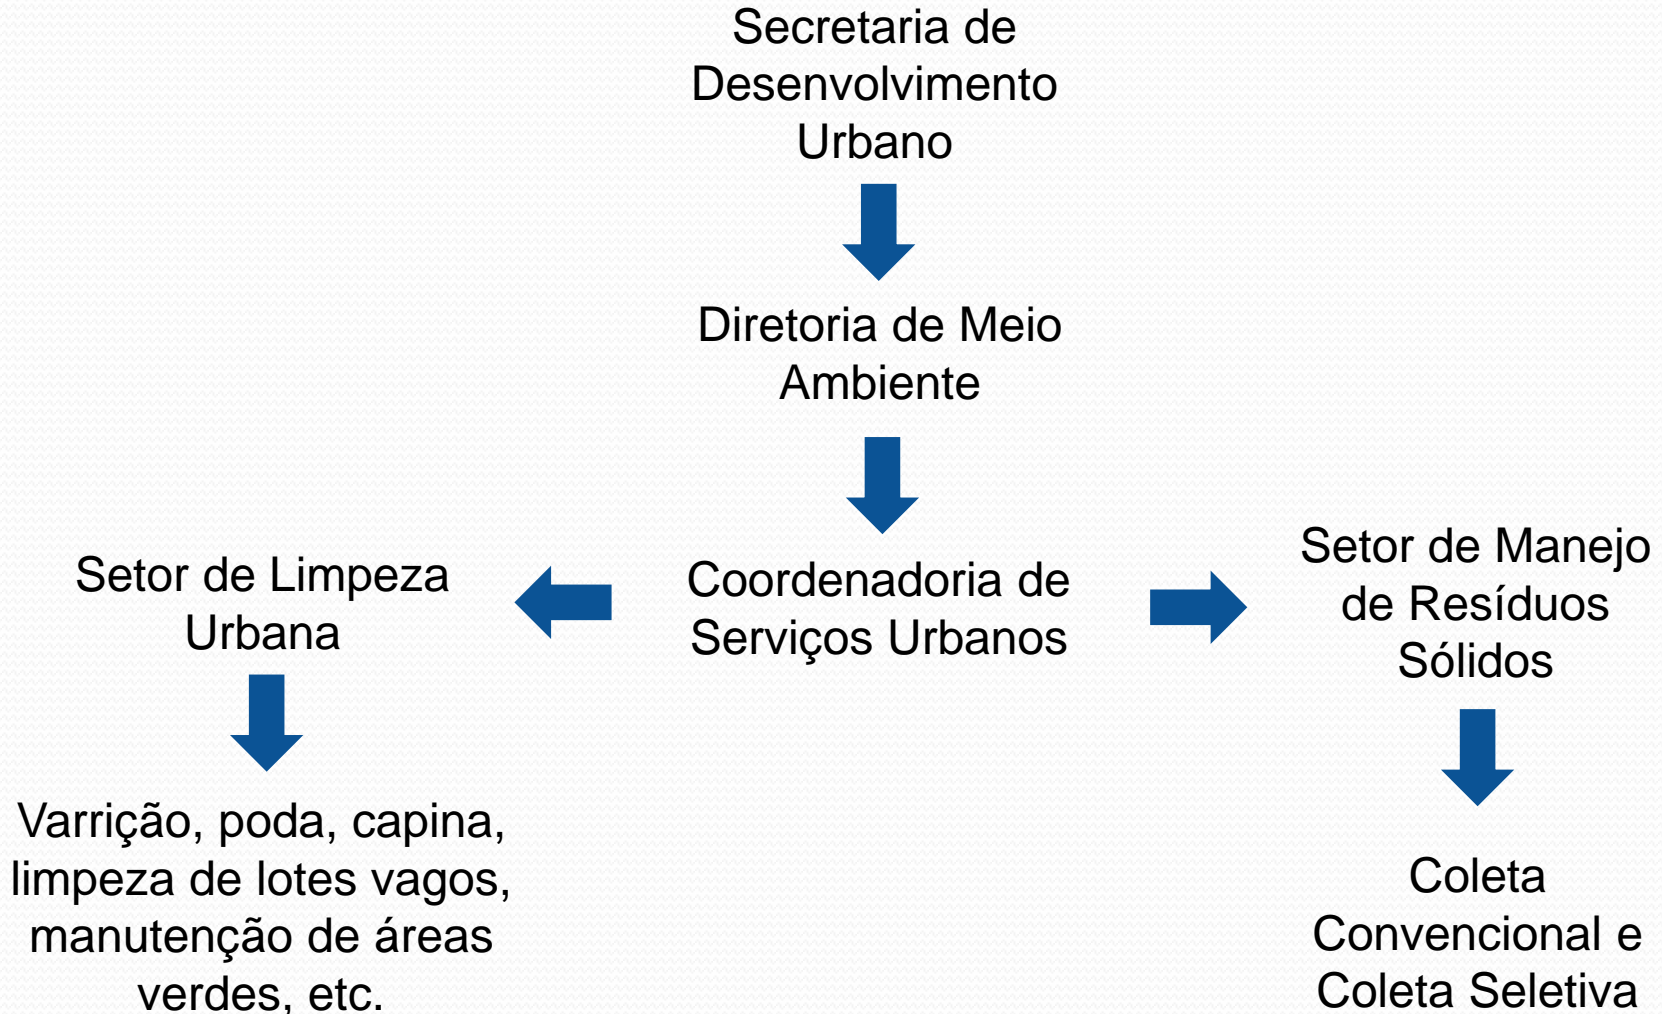 Secretaria de
Desenvolvimento
Urbano
Diretoria de Meio
Ambiente
Setor de Limpeza
Urbana
Coordenadoria de
Serviços Urbanos
Setor de Manejo
de Resíduos
Sólidos
Varrição, poda, capina,
limpeza de lotes vagos,
manutenção de áreas
verdes, etc.
Coleta
Convencional e
Coleta Seletiva